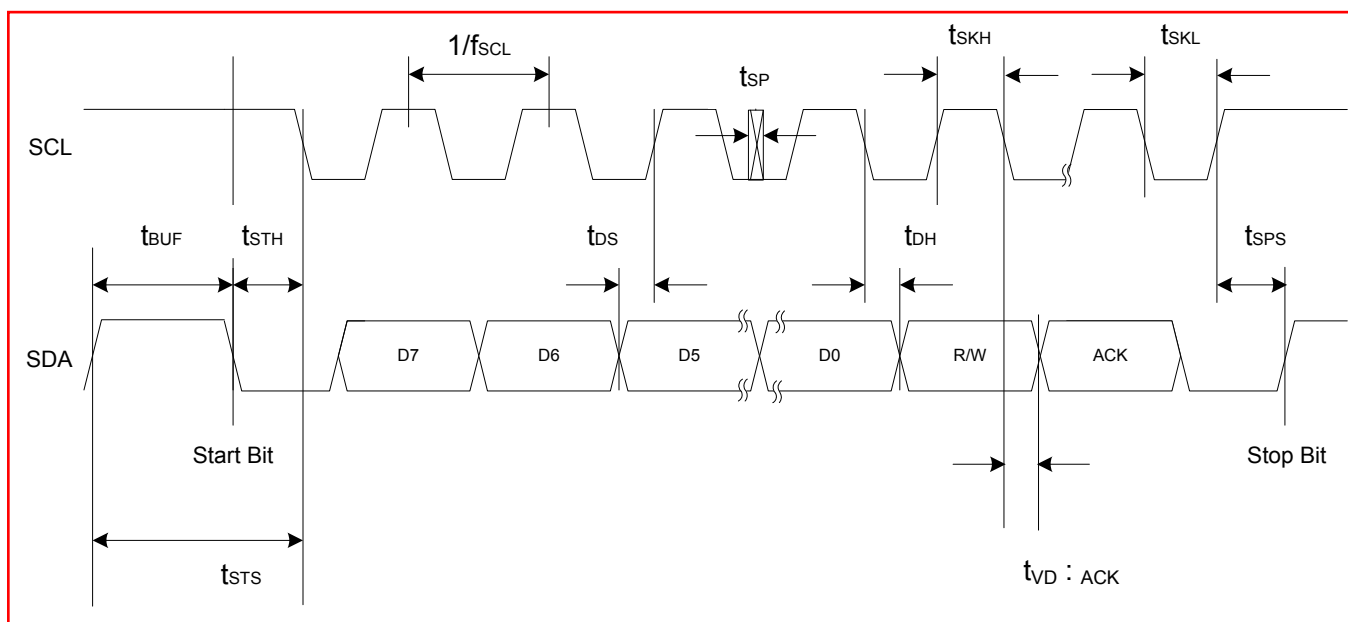 1/fSCL
tSKH
tSKL
tSP
SCL
tBUF
tSTH
tDS
tDH
tSPS
SDA
D7
D6
D5
D0
R/W
ACK
Start Bit
Stop Bit
tSTS
tVD : ACK